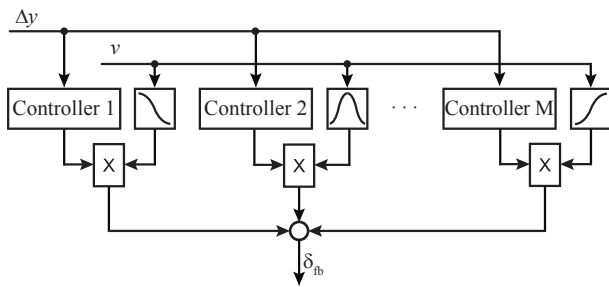 Δy
v
Controller 1
Controller 2
. . .
Controller M
X
X
X
δfb